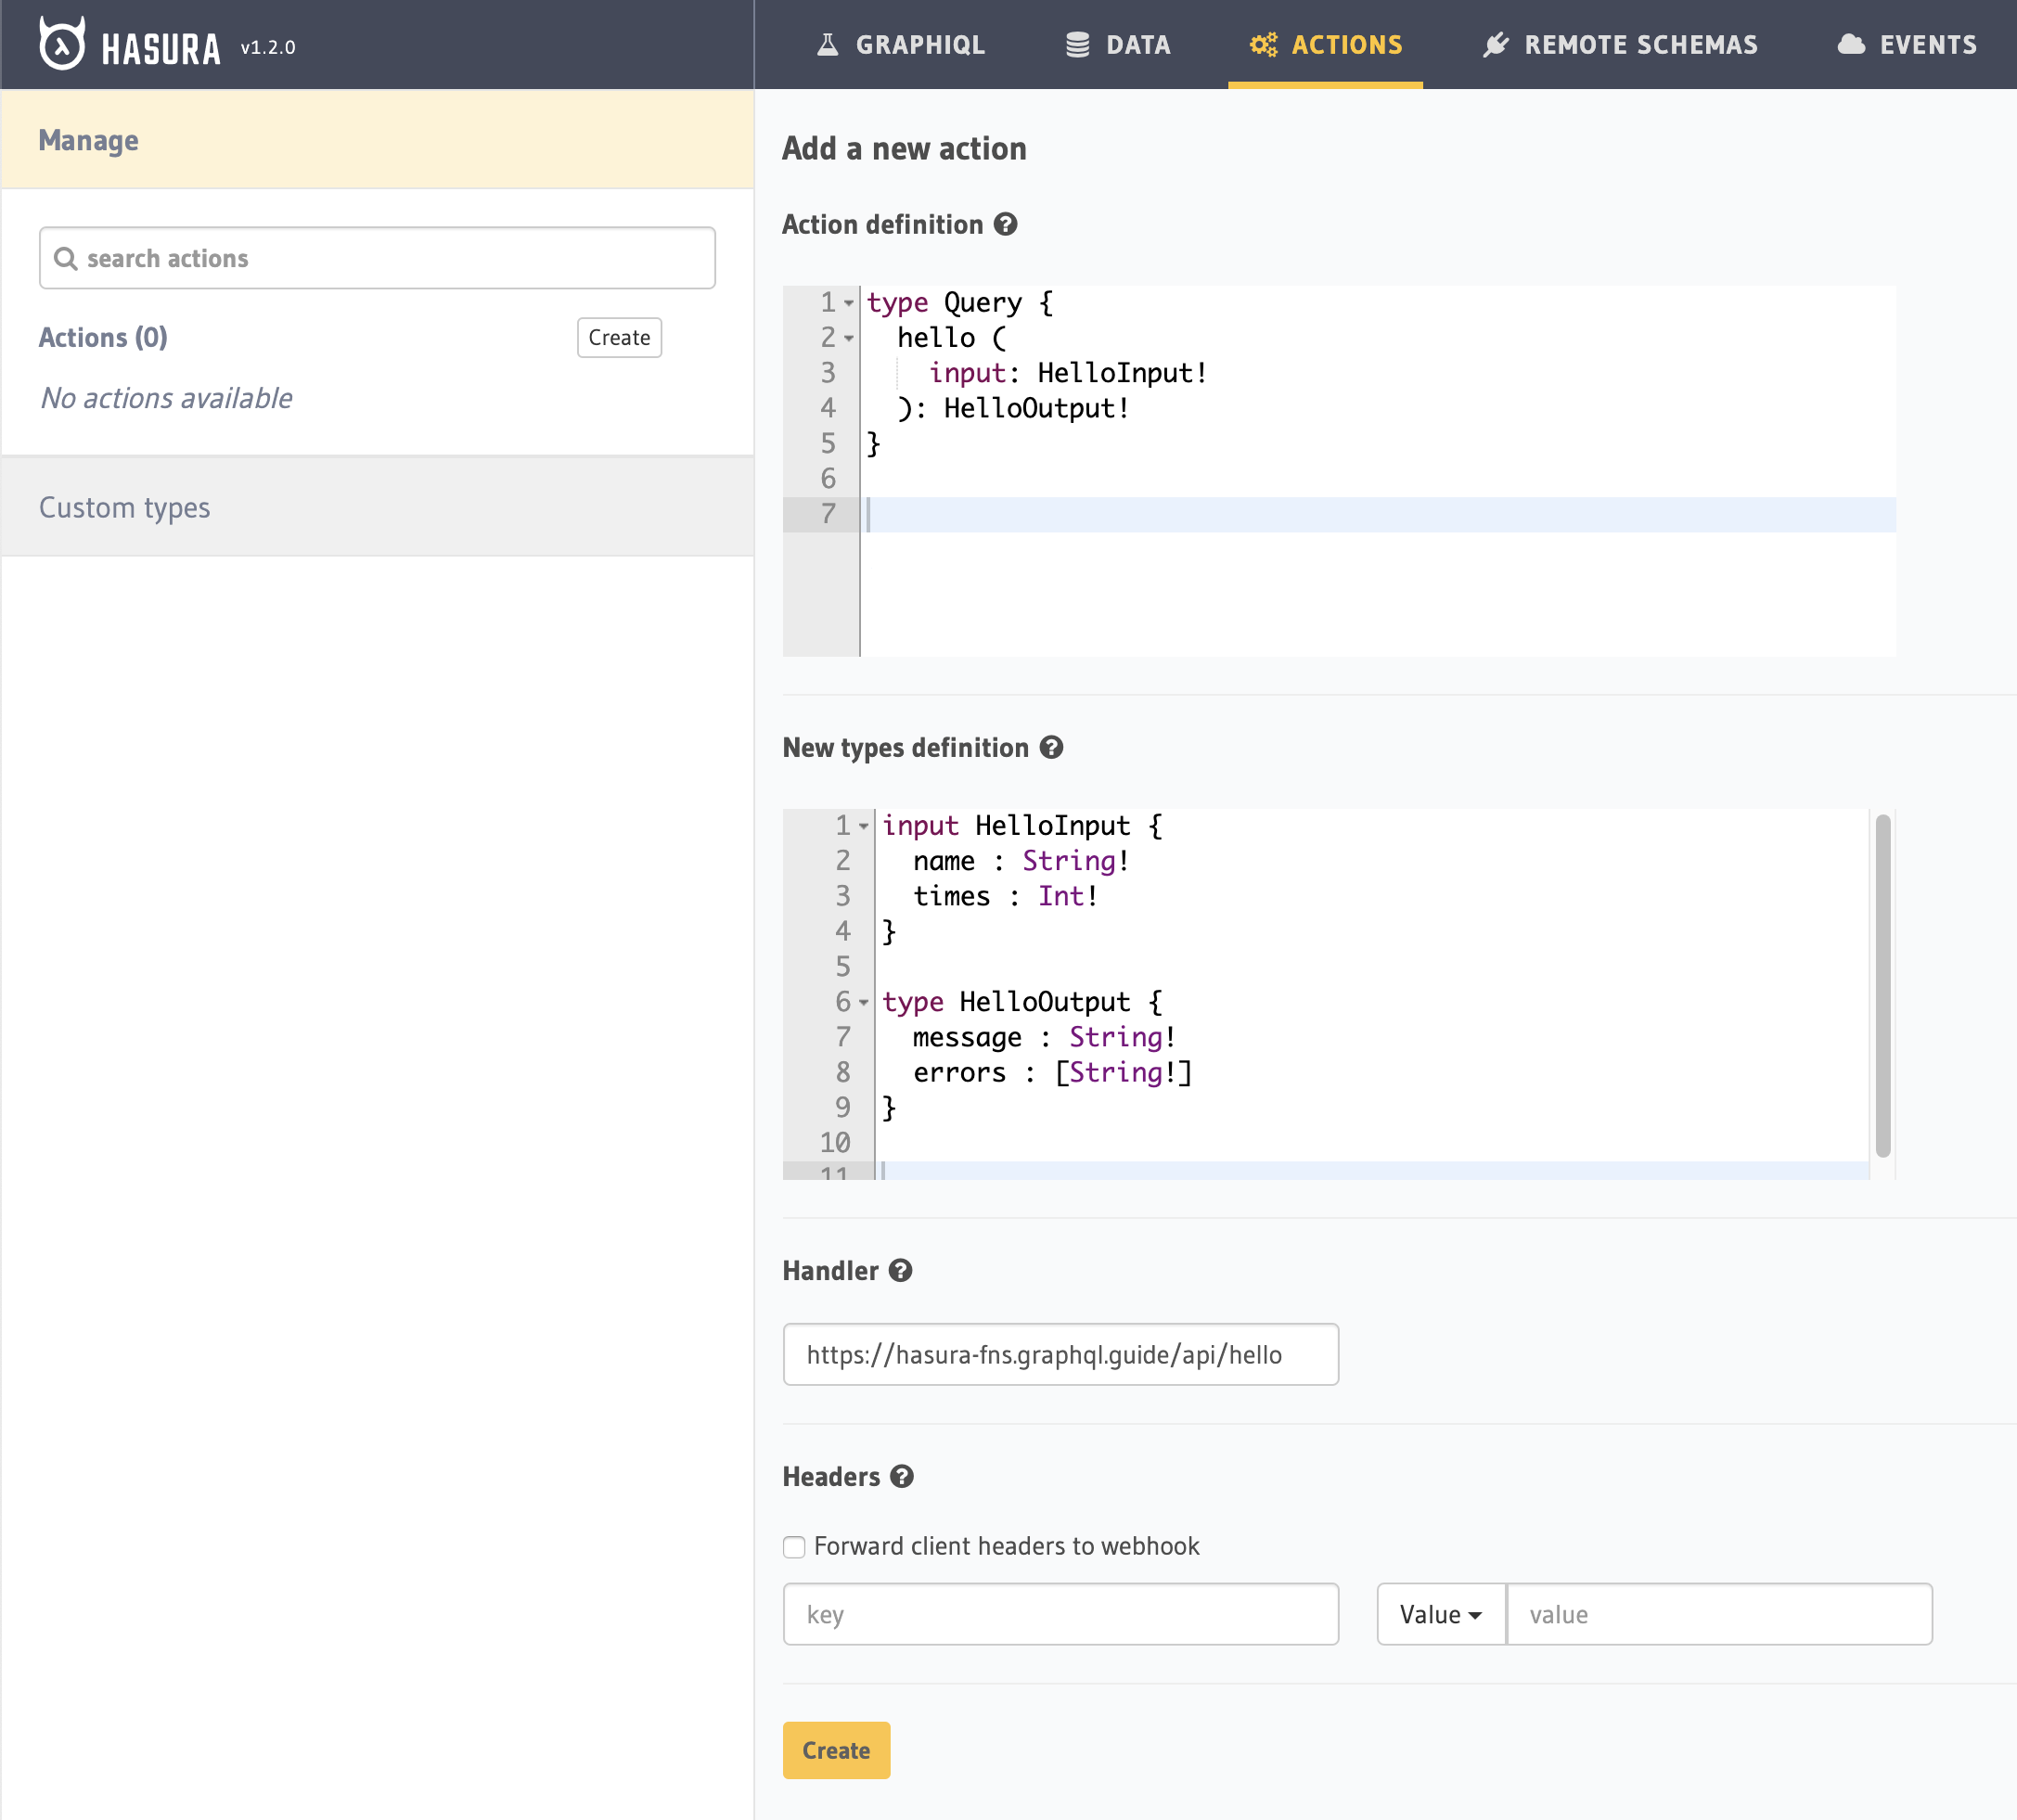 HASURA v1.2.0
GRAPHIQL
DATA
ACTIONS
REMOTE SCHEMAS
EVENTS
Manage
search actions
Actions (0)
Create
No actions available
Custom types
Add a new action
Action definition
1 type Query {
2 hello (
3 input: HelloInput!
4 ): HelloOutput!
5 }
6
7
New types definition
1 input HelloInput {
2 name : String!
3 times : Int!
4 }
5
6 type HelloOutput {
7 message : String!
8 errors : [String!]
9 }
10
11
Handler
https://hasura-fns.graphql.guide/api/hello
Headers
Forward client headers to webhook
key
Value
value
Create